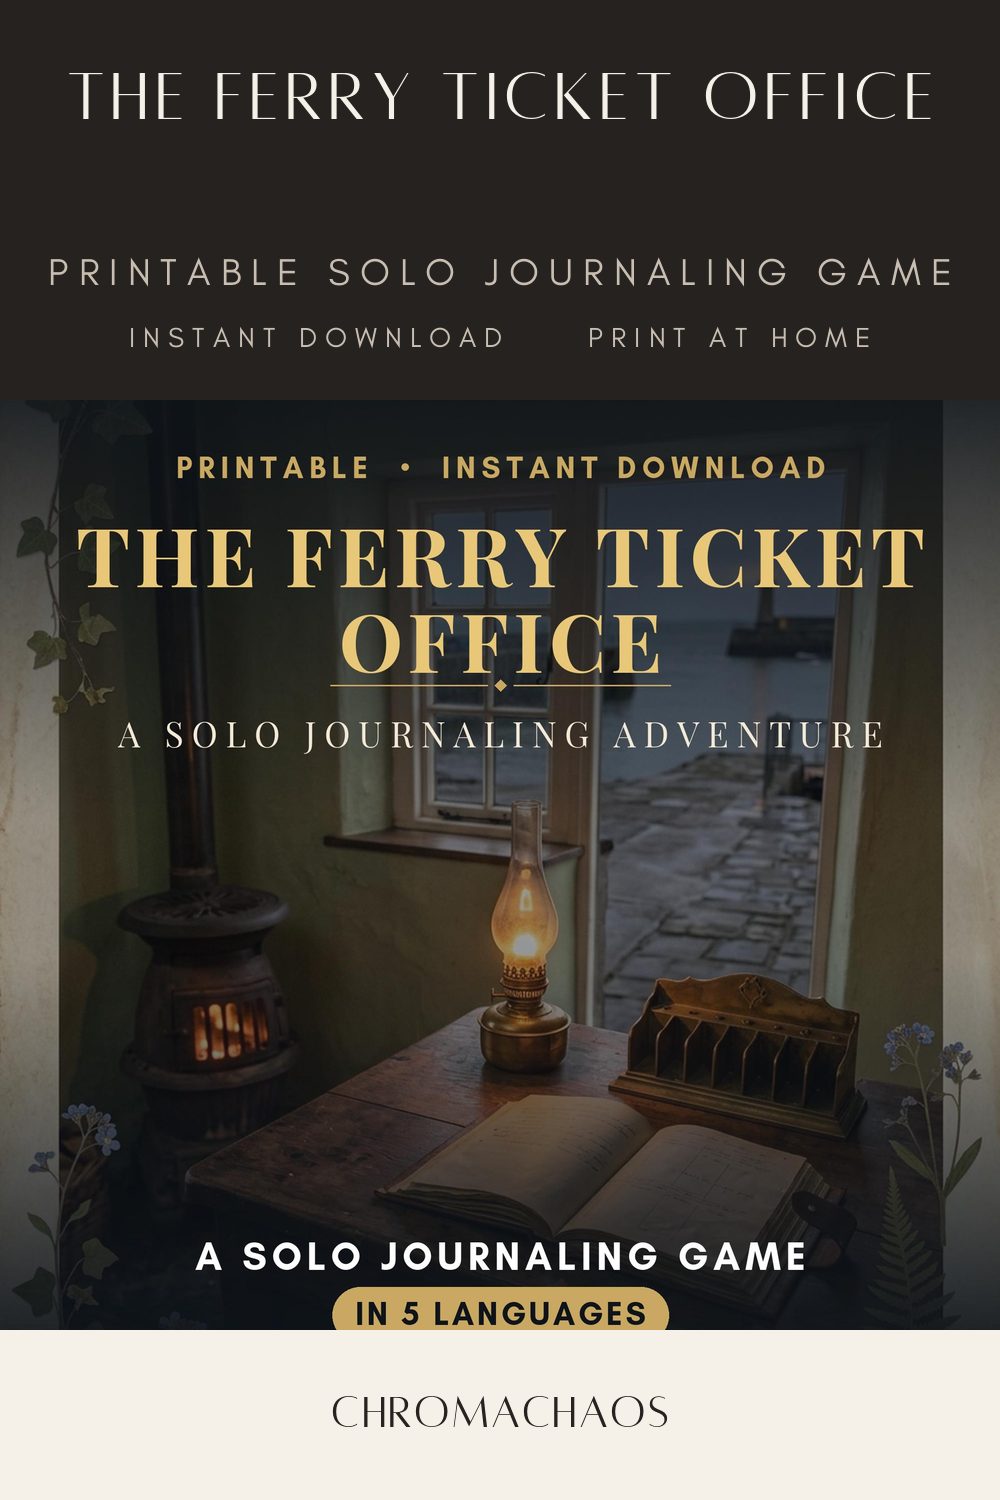 THE FERRY TICKET OFFICE
PRINTABLE SOLO JOURNALING GAME
INSTANT DOWNLOAD PRINT AT HOME
PRINTABLE • INSTANT DOWNLOAD
THE FERRY TICKET
OFFICE
A SOLO JOURNALING ADVENTURE
A SOLO JOURNALING GAME
IN 5 LANGUAGES
CHROMACHAOS